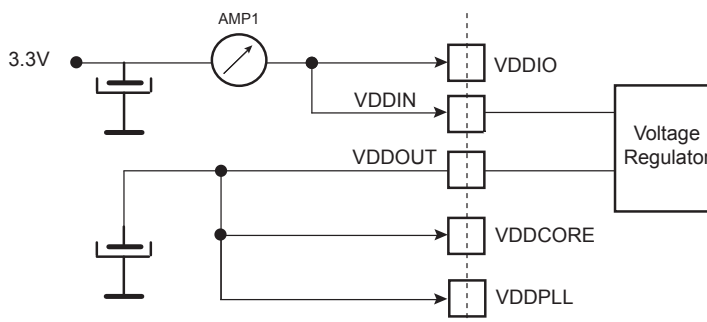 AMP1
3.3V
VDDIO
VDDIN
Voltage
Regulator
VDDOUT
VDDCORE
VDDPLL